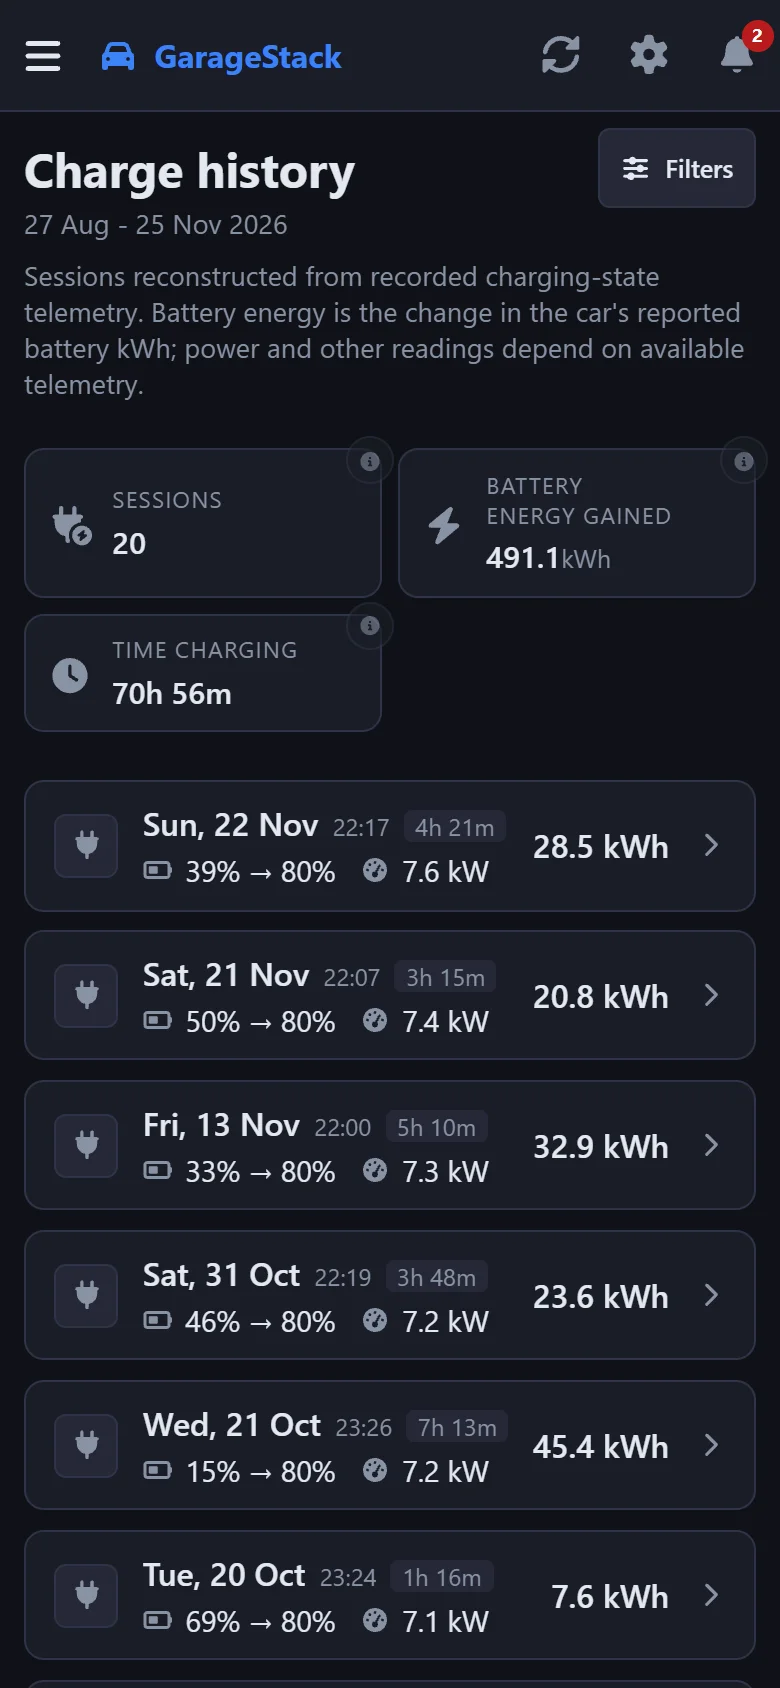 GarageStack
2
Charge history
Filters
27 Aug - 25 Nov 2026
Sessions reconstructed from recorded charging-state
telemetry. Battery energy is the change in the car's reported
battery kWh; power and other readings depend on available
telemetry.
SESSIONS
20
BATTERY
ENERGY GAINED
491.1kWh
TIME CHARGING
70h 56m
Sun, 22 Nov 22:17 4h 21m
39% → 80% 7.6 kW
28.5 kWh
Sat, 21 Nov 22:07 3h 15m
50% → 80% 7.4 kW
20.8 kWh
Fri, 13 Nov 22:00 5h 10m
33% → 80% 7.3 kW
32.9 kWh
Sat, 31 Oct 22:19 3h 48m
46% → 80% 7.2 kW
23.6 kWh
Wed, 21 Oct 23:26 7h 13m
15% → 80% 7.2 kW
45.4 kWh
Tue, 20 Oct 23:24 1h 16m
69% → 80% 7.1 kW
7.6 kWh